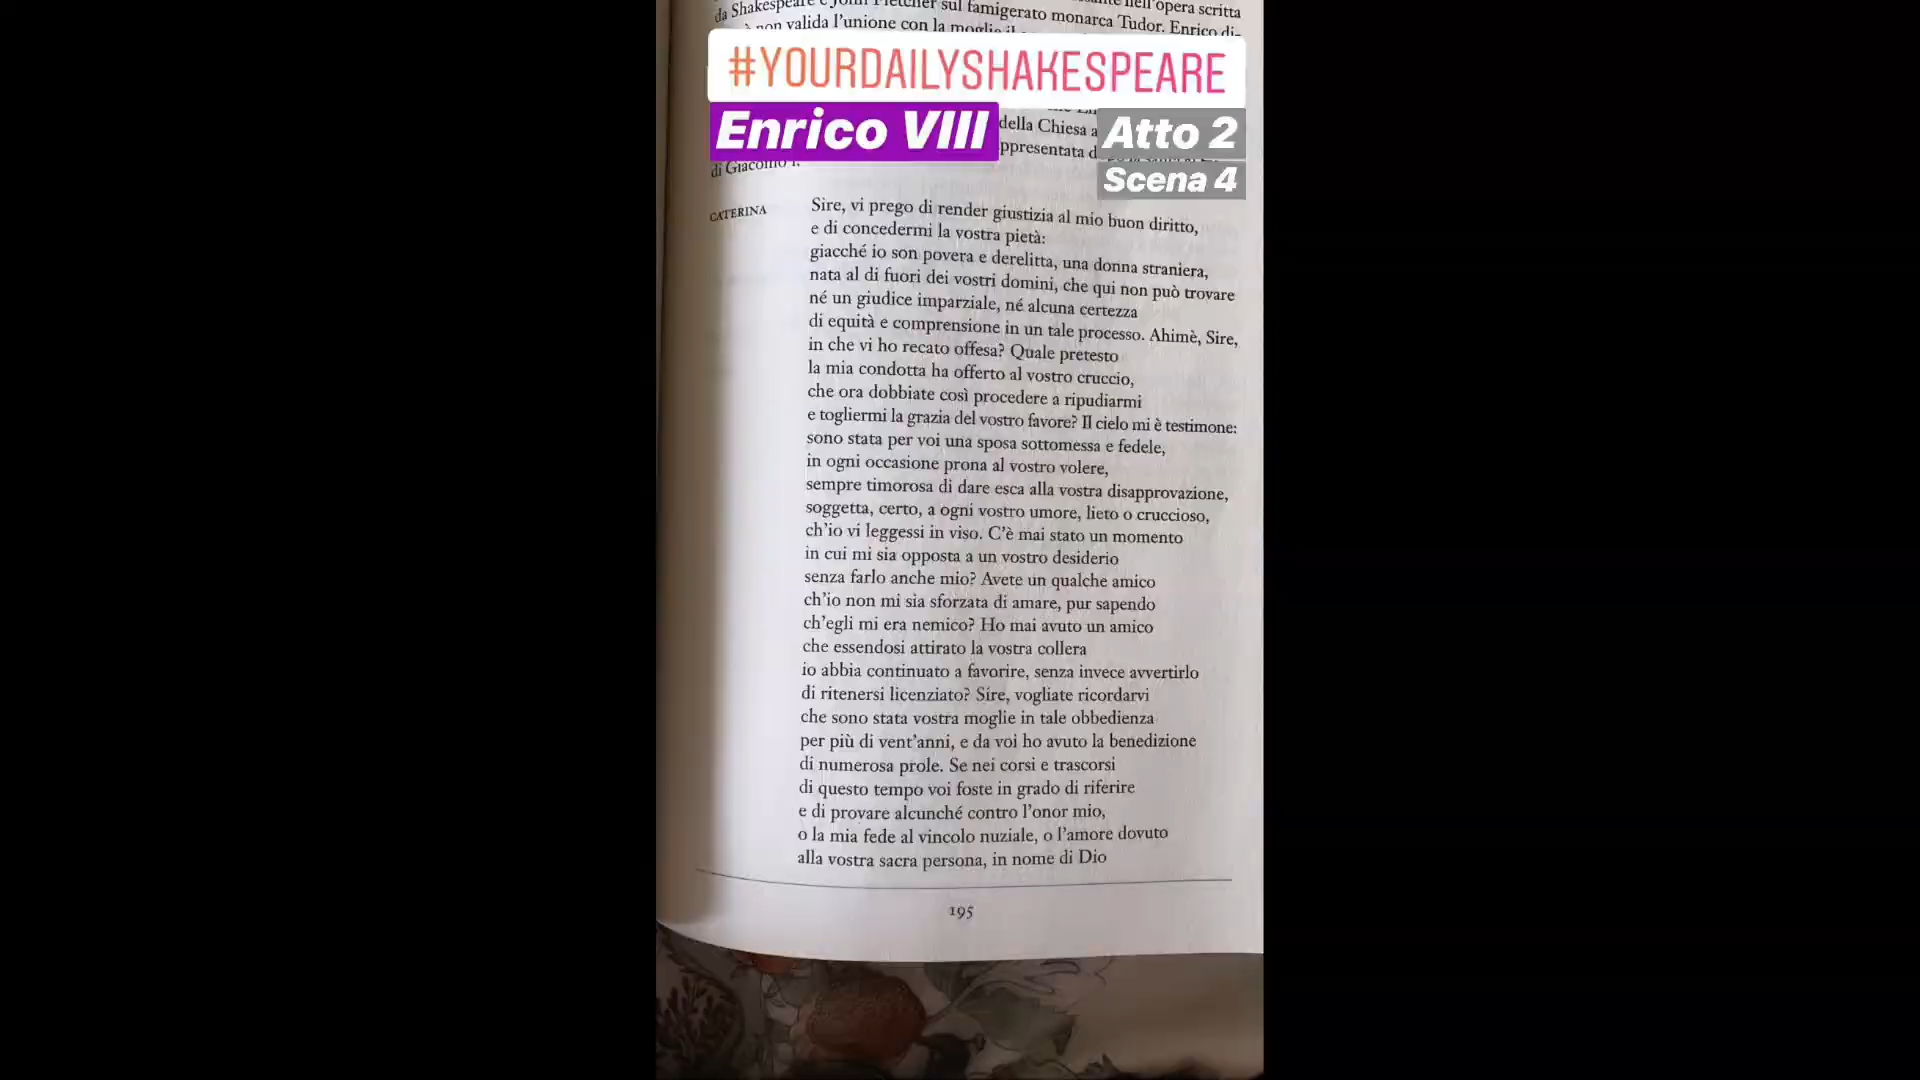 nell'opera scritta
da Shakespeare e John Fletcher sul famigerato monarca Tudor. Enrico di-
non valida l'unione con la moglie il
#YOURDAILYSHAKESPEARE
Enrico VIII
della Chiesa a
Atto 2
ppresentata d
di Giacomo I.
Scena 4
CATERINA
Sire, vi prego di render giustizia al mio buon diritto,
e di concedermi la vostra pietà:
giacché io son povera e derelitta, una donna straniera,
nata al di fuori dei vostri domini, che qui non può trovare
né un giudice imparziale, né alcuna certezza
di equità e comprensione in un tale processo. Ahimè, Sire,
in che vi ho recato offesa? Quale pretesto
la mia condotta ha offerto al vostro cruccio,
che ora dobbiate così procedere a ripudiarmi
e togliermi la grazia del vostro favore? Il cielo mi è testimone:
sono stata per voi una sposa sottomessa e fedele,
in ogni occasione prona al vostro volere,
sempre timorosa di dare esca alla vostra disapprovazione,
soggetta, certo, a ogni vostro umore, lieto o cruccioso,
ch'io vi leggessi in viso. C'è mai stato un momento
in cui mi sia opposta a un vostro desiderio
senza farlo anche mio? Avete un qualche amico
ch'io non mi sia sforzata di amare, pur sapendo
ch'egli mi era nemico? Ho mai avuto un amico
che essendosi attirato la vostra collera
io abbia continuato a favorire, senza invece avvertirlo
di ritenersi licenziato? Sire, vogliate ricordarvi
che sono stata vostra moglie in tale obbedienza
per più di vent'anni, e da voi ho avuto la benedizione
di numerosa prole. Se nei corsi e trascorsi
di questo tempo voi foste in grado di riferire
e di provare alcunché contro l'onor mio,
o la mia fede al vincolo nuziale, o l'amore dovuto
alla vostra sacra persona, in nome di Dio
195